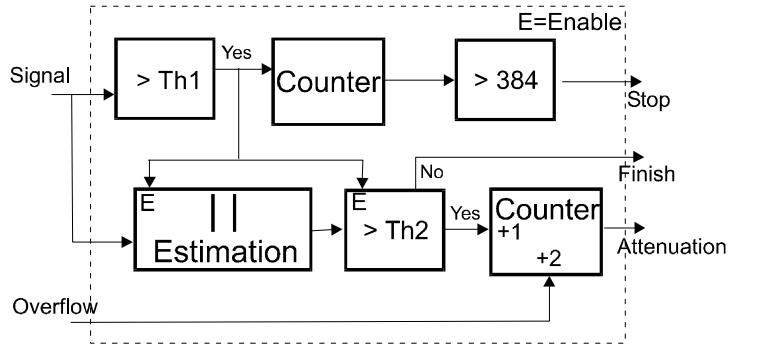 E=Enable
Signal
> Th1
Yes
Counter
> 384
Stop
No
Finish
E
| |
Estimation
E
> Th2
Yes
Counter
+1
+2
Attenuation
Overflow